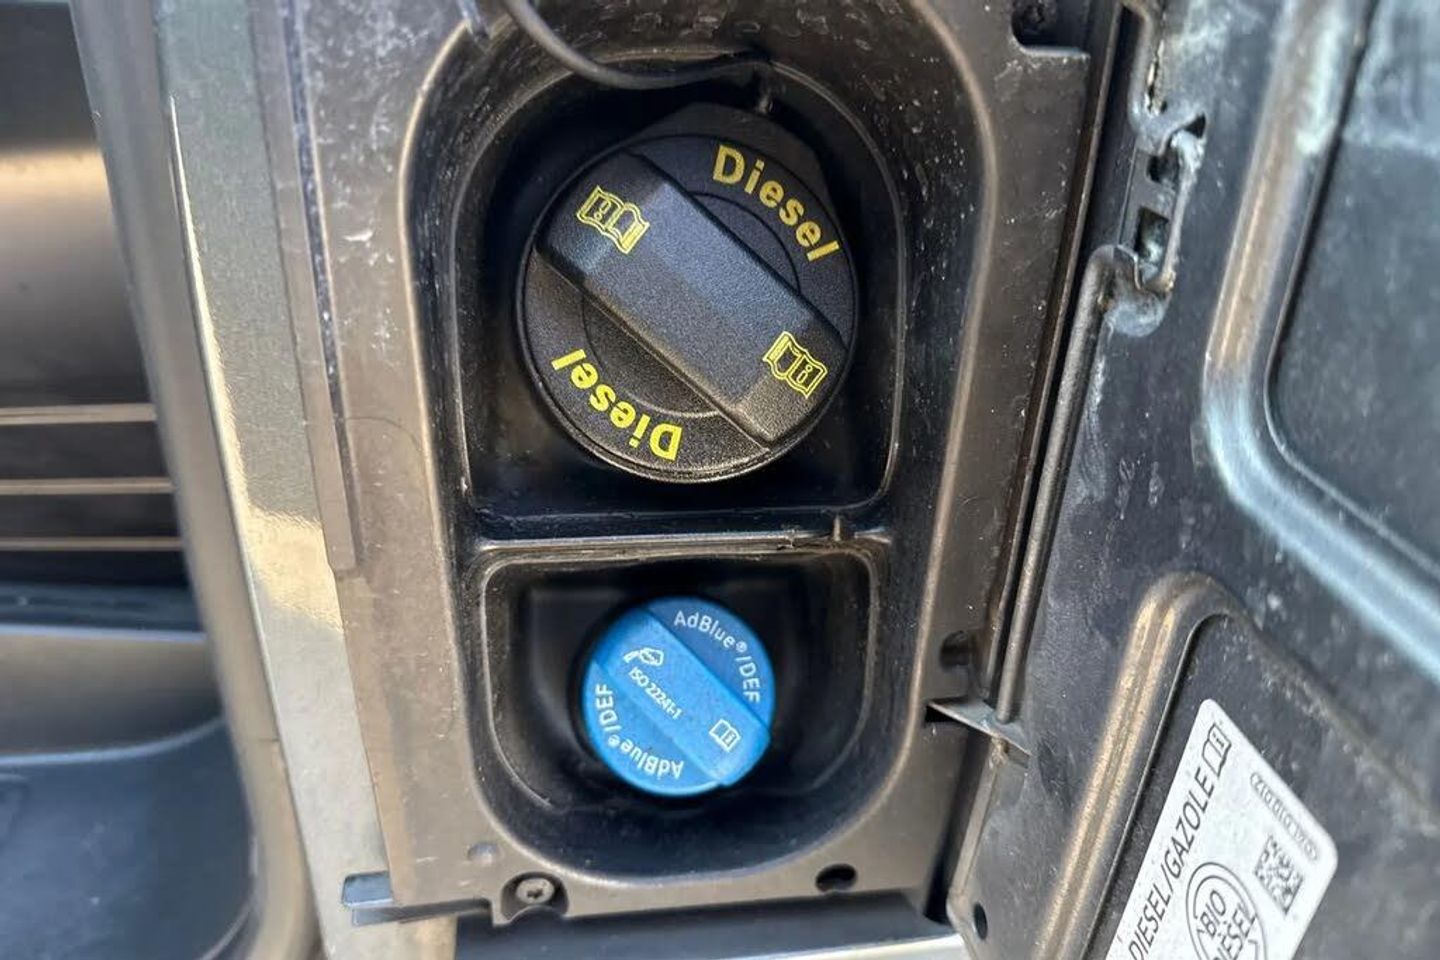 Diesel
Diesel
AdBlue®/DEF
ISO 22241-1
AdBlue®/DEF
DIESEL/GAZOLE
BIO
DIESEL